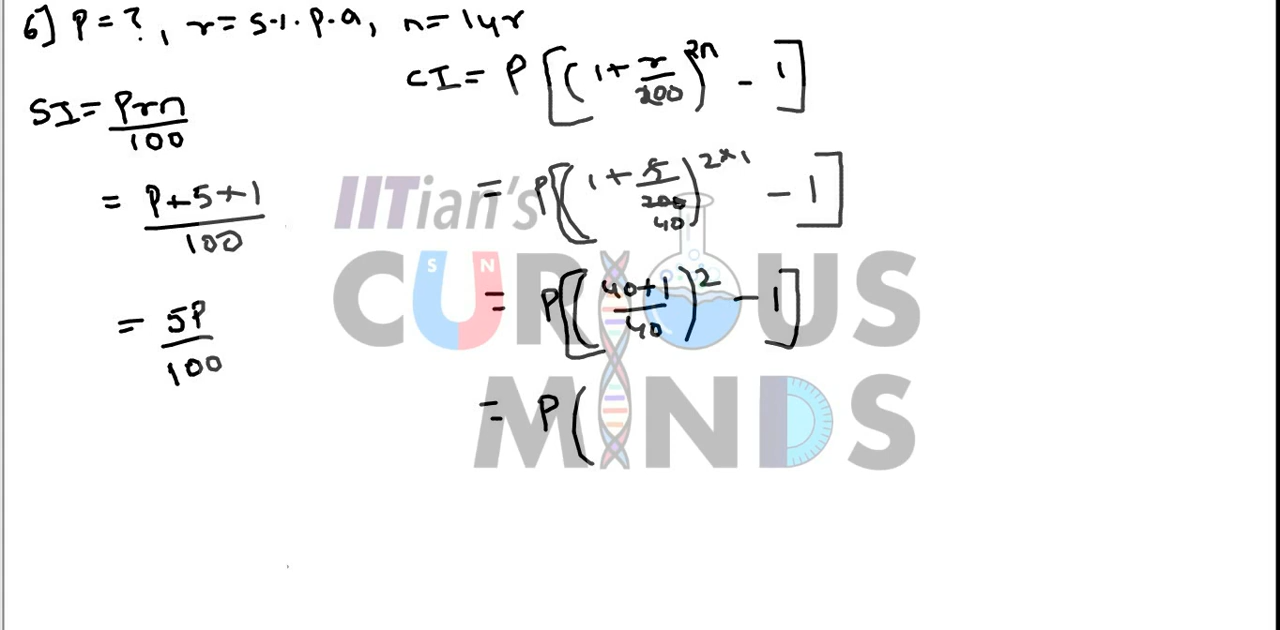 6] P = ?, r = 5%. P.a, n = 1yr
SI = Prn/100
= P×5×1/100
= 5P/100
CI = P[(1 + r/200)^2n - 1]
= P[(1 + 5/200 40)^2×1 - 1]
= P[(40+1/40)^2 - 1]
= P(
IITian's
CURIOUS
S N
MINDS